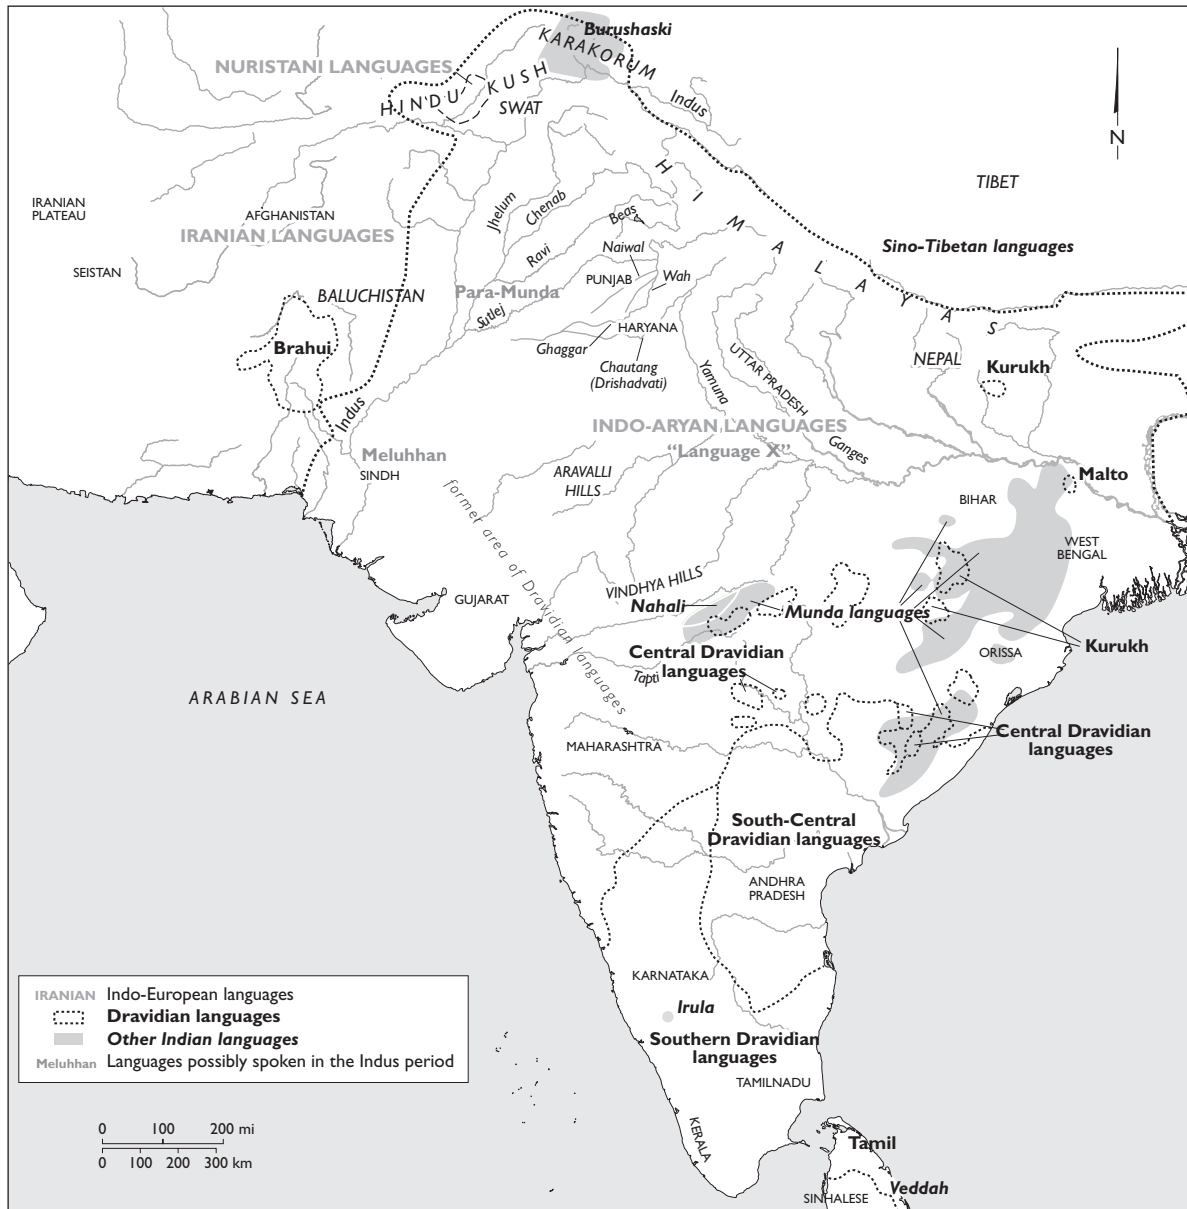 Burushaski
KARAKORUM
NURISTANI LANGUAGES
HINDU KUSH
SWAT
Indus
N
HIMALAYAS
TIBET
IRANIAN
PLATEAU
AFGHANISTAN
IRANIAN LANGUAGES
Jhelum
Chenab
Beas
Ravi
Naiwal
Sino-Tibetan languages
SEISTAN
PUNJAB
Wah
BALUCHISTAN
Para-Munda
Sutlej
HARYANA
Brahui
Ghaggar
Chautang
(Drishadvati)
Yamuna
UTTAR PRADESH
NEPAL
Kurukh
Indus
INDO-ARYAN LANGUAGES
“Language X”
Ganges
Meluhhan
SINDH
ARAVALLI
HILLS
Malto
BIHAR
former area of Dravidian languages
WEST
BENGAL
VINDHYA HILLS
GUJARAT
Nahali
Munda languages
Central Dravidian
languages
Tapti
ORISSA
Kurukh
ARABIAN SEA
MAHARASHTRA
Central Dravidian
languages
South-Central
Dravidian languages
ANDHRA
PRADESH
KARNATAKA
Irula
Southern Dravidian
languages
TAMILNADU
KERALA
Tamil
Veddah
SINHALESE
IRANIAN Indo-European languages
Dravidian languages
Other Indian languages
Meluhhan Languages possibly spoken in the Indus period
0 100 200 mi
0 100 200 300 km